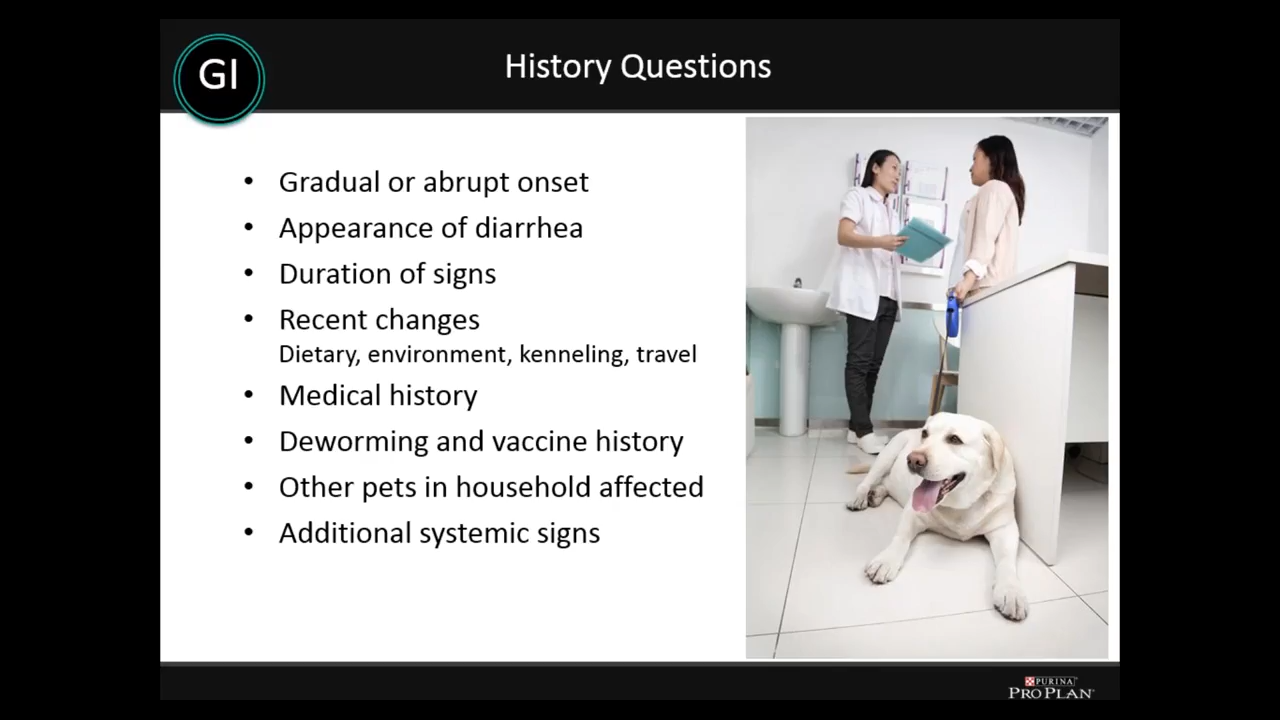 GI
History Questions
• Gradual or abrupt onset
• Appearance of diarrhea
• Duration of signs
• Recent changes
Dietary, environment, kenneling, travel
• Medical history
• Deworming and vaccine history
• Other pets in household affected
• Additional systemic signs
PURINA
PRO PLAN